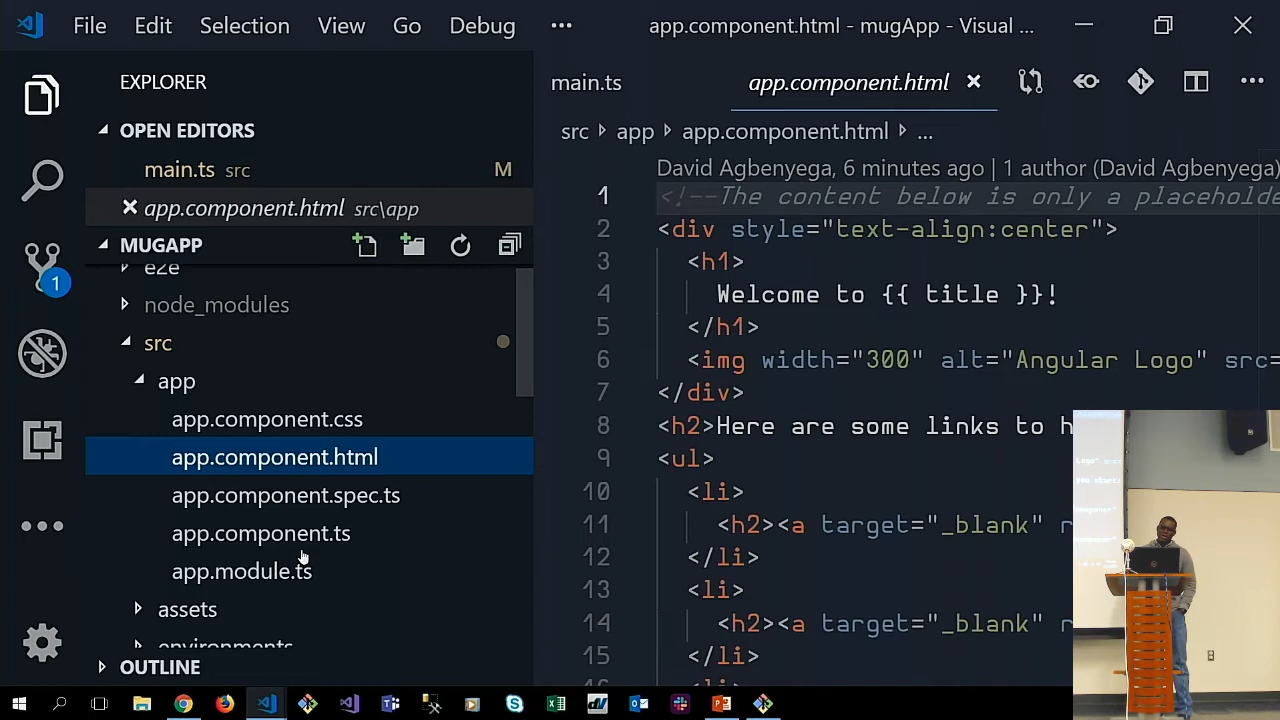 File Edit Selection View Go Debug ••• app.component.html - mugApp - Visual ...
EXPLORER
OPEN EDITORS
main.ts src M
app.component.html src\app
MUGAPP
e2e
node_modules
src
app
app.component.css
app.component.html
app.component.spec.ts
app.component.ts
app.module.ts
assets
environments
OUTLINE
1
main.ts app.component.html
src app app.component.html ...
David Agbenyega, 6 minutes ago | 1 author (David Agbenyega)
1 <!--The content below is only a placeholde
2 <div style="text-align:center">
3 <h1>
4 Welcome to {{ title }}!
5 </h1>
6 <img width="300" alt="Angular Logo" src=
7 </div>
8 <h2>Here are some links to h
9 <ul>
10 <li>
11 <h2><a target="_blank" r
12 </li>
13 <li>
14 <h2><a target="_blank" r
15 </li>
16 <li>